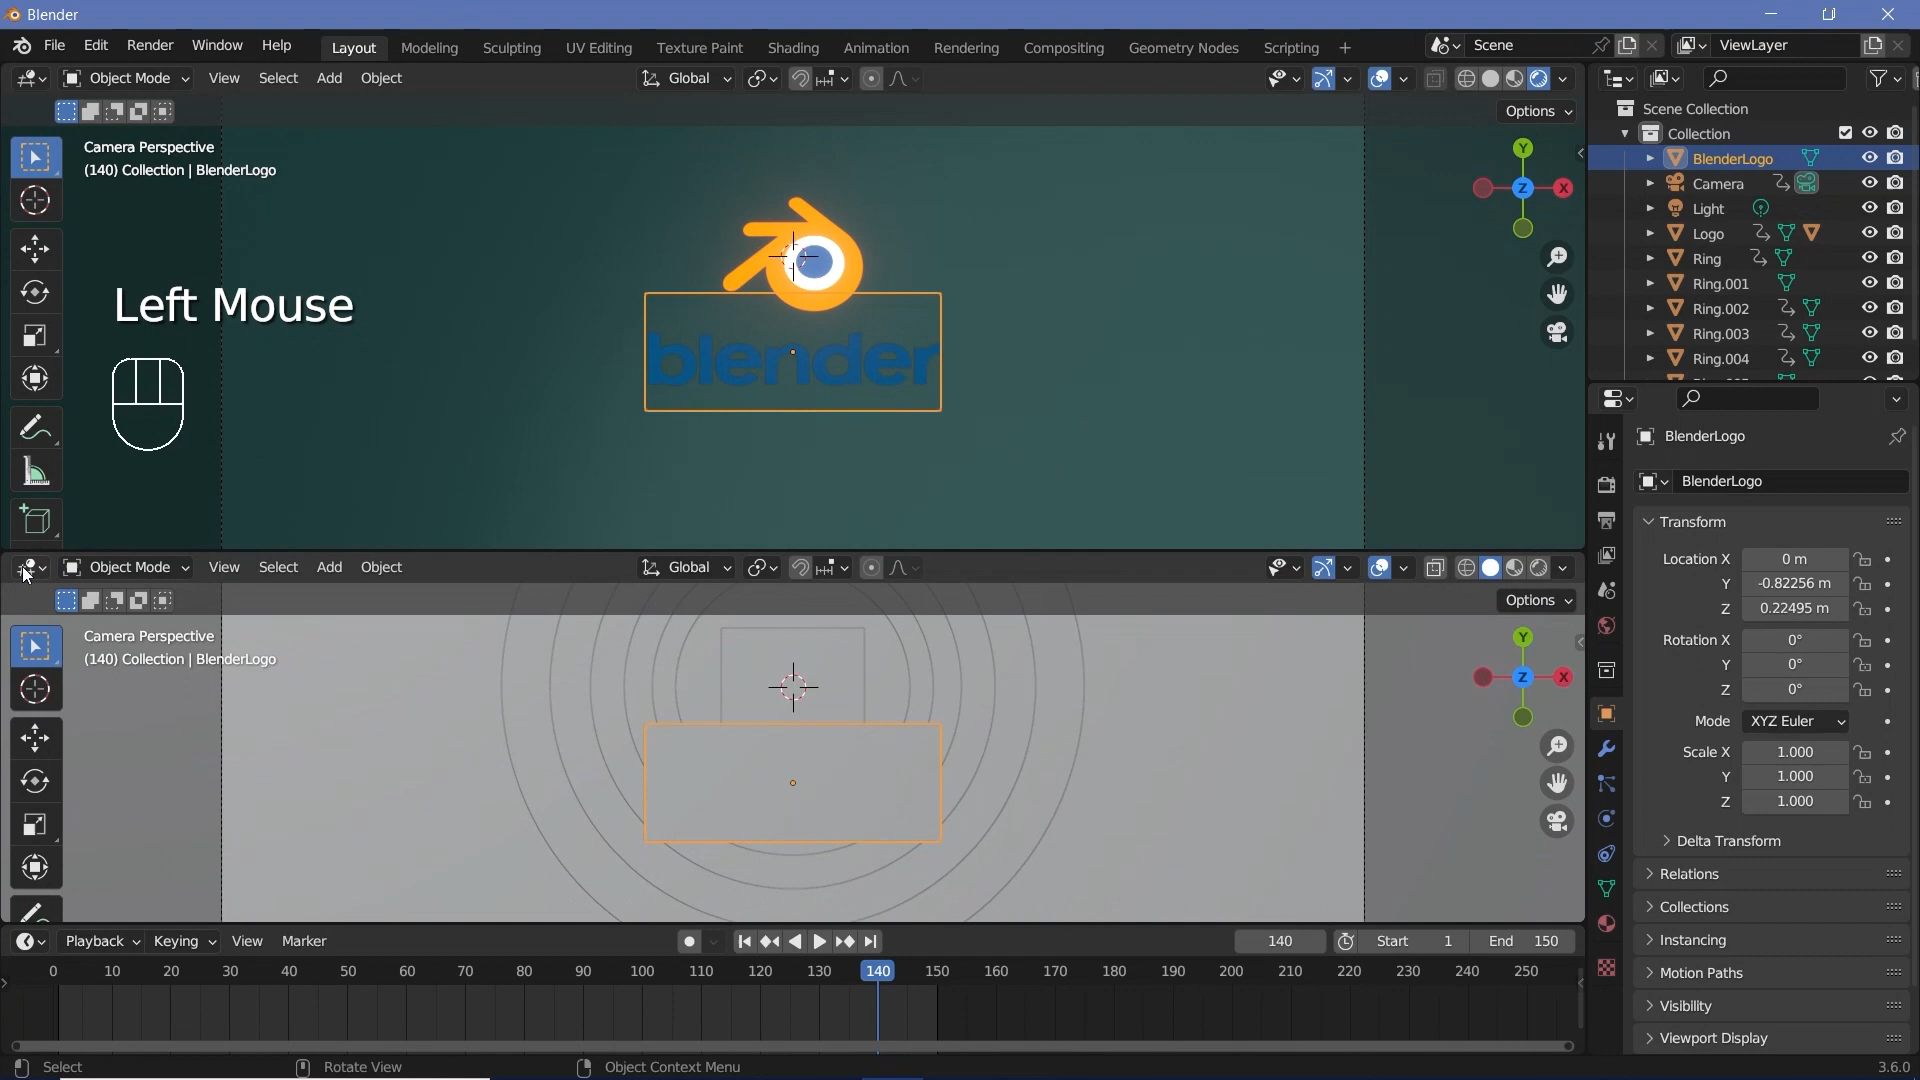 Blender
File Edit Render Window Help Layout Modeling Sculpting UV Editing Texture Paint Shading Animation Rendering Compositing Geometry Nodes Scripting + Scene ViewLayer
Object Mode View Select Add Object Global
Options
Camera Perspective
(140) Collection | BlenderLogo
Y
Z
X
Left Mouse
blender
Object Mode View Select Add Object Global
Options
Camera Perspective
(140) Collection | BlenderLogo
Y
Z
X
Playback Keying View Marker 140 Start 1 End 150
0 10 20 30 40 50 60 70 80 90 100 110 120 130 140 150 160 170 180 190 200 210 220 230 240 250
Scene Collection
Collection
BlenderLogo
Camera
Light
Logo
Ring
Ring.001
Ring.002
Ring.003
Ring.004
BlenderLogo
BlenderLogo
Transform
Location X 0 m
Y -0.82256 m
Z 0.22495 m
Rotation X 0°
Y 0°
Z 0°
Mode XYZ Euler
Scale X 1.000
Y 1.000
Z 1.000
Delta Transform
Relations
Collections
Instancing
Motion Paths
Visibility
Viewport Display
Select Rotate View Object Context Menu 3.6.0